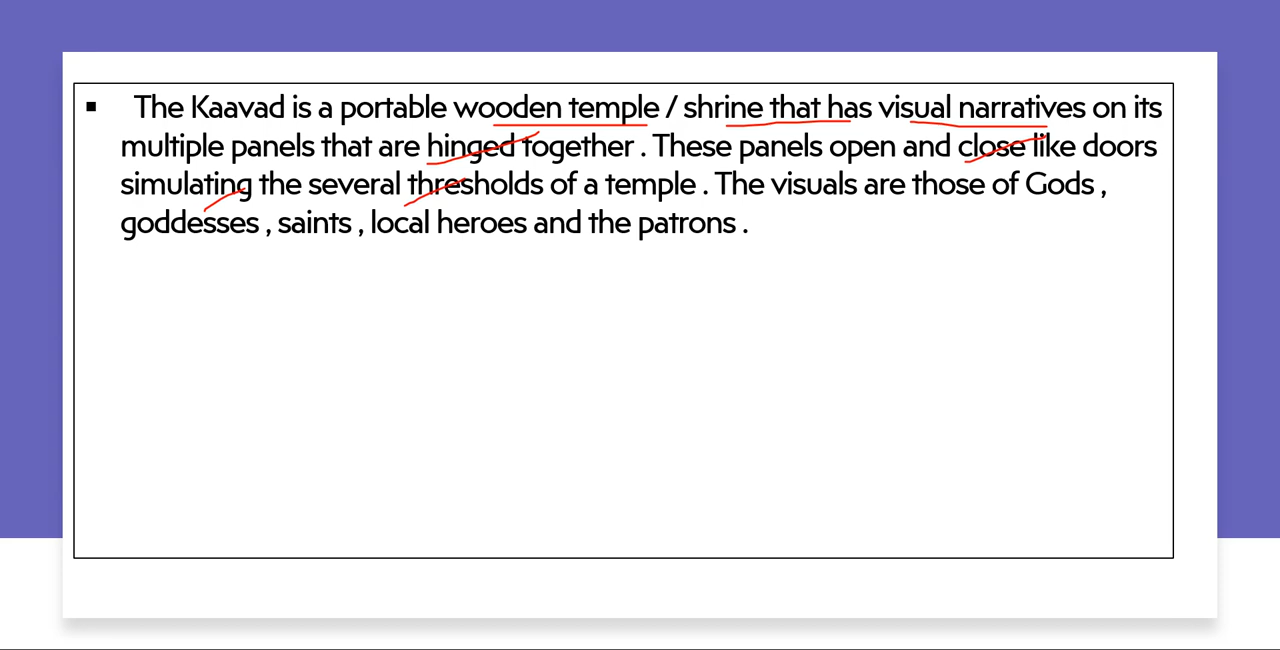 ▪ The Kaavad is a portable wooden temple / shrine that has visual narratives on its
multiple panels that are hinged together . These panels open and close like doors
simulating the several thresholds of a temple . The visuals are those of Gods ,
goddesses , saints , local heroes and the patrons .